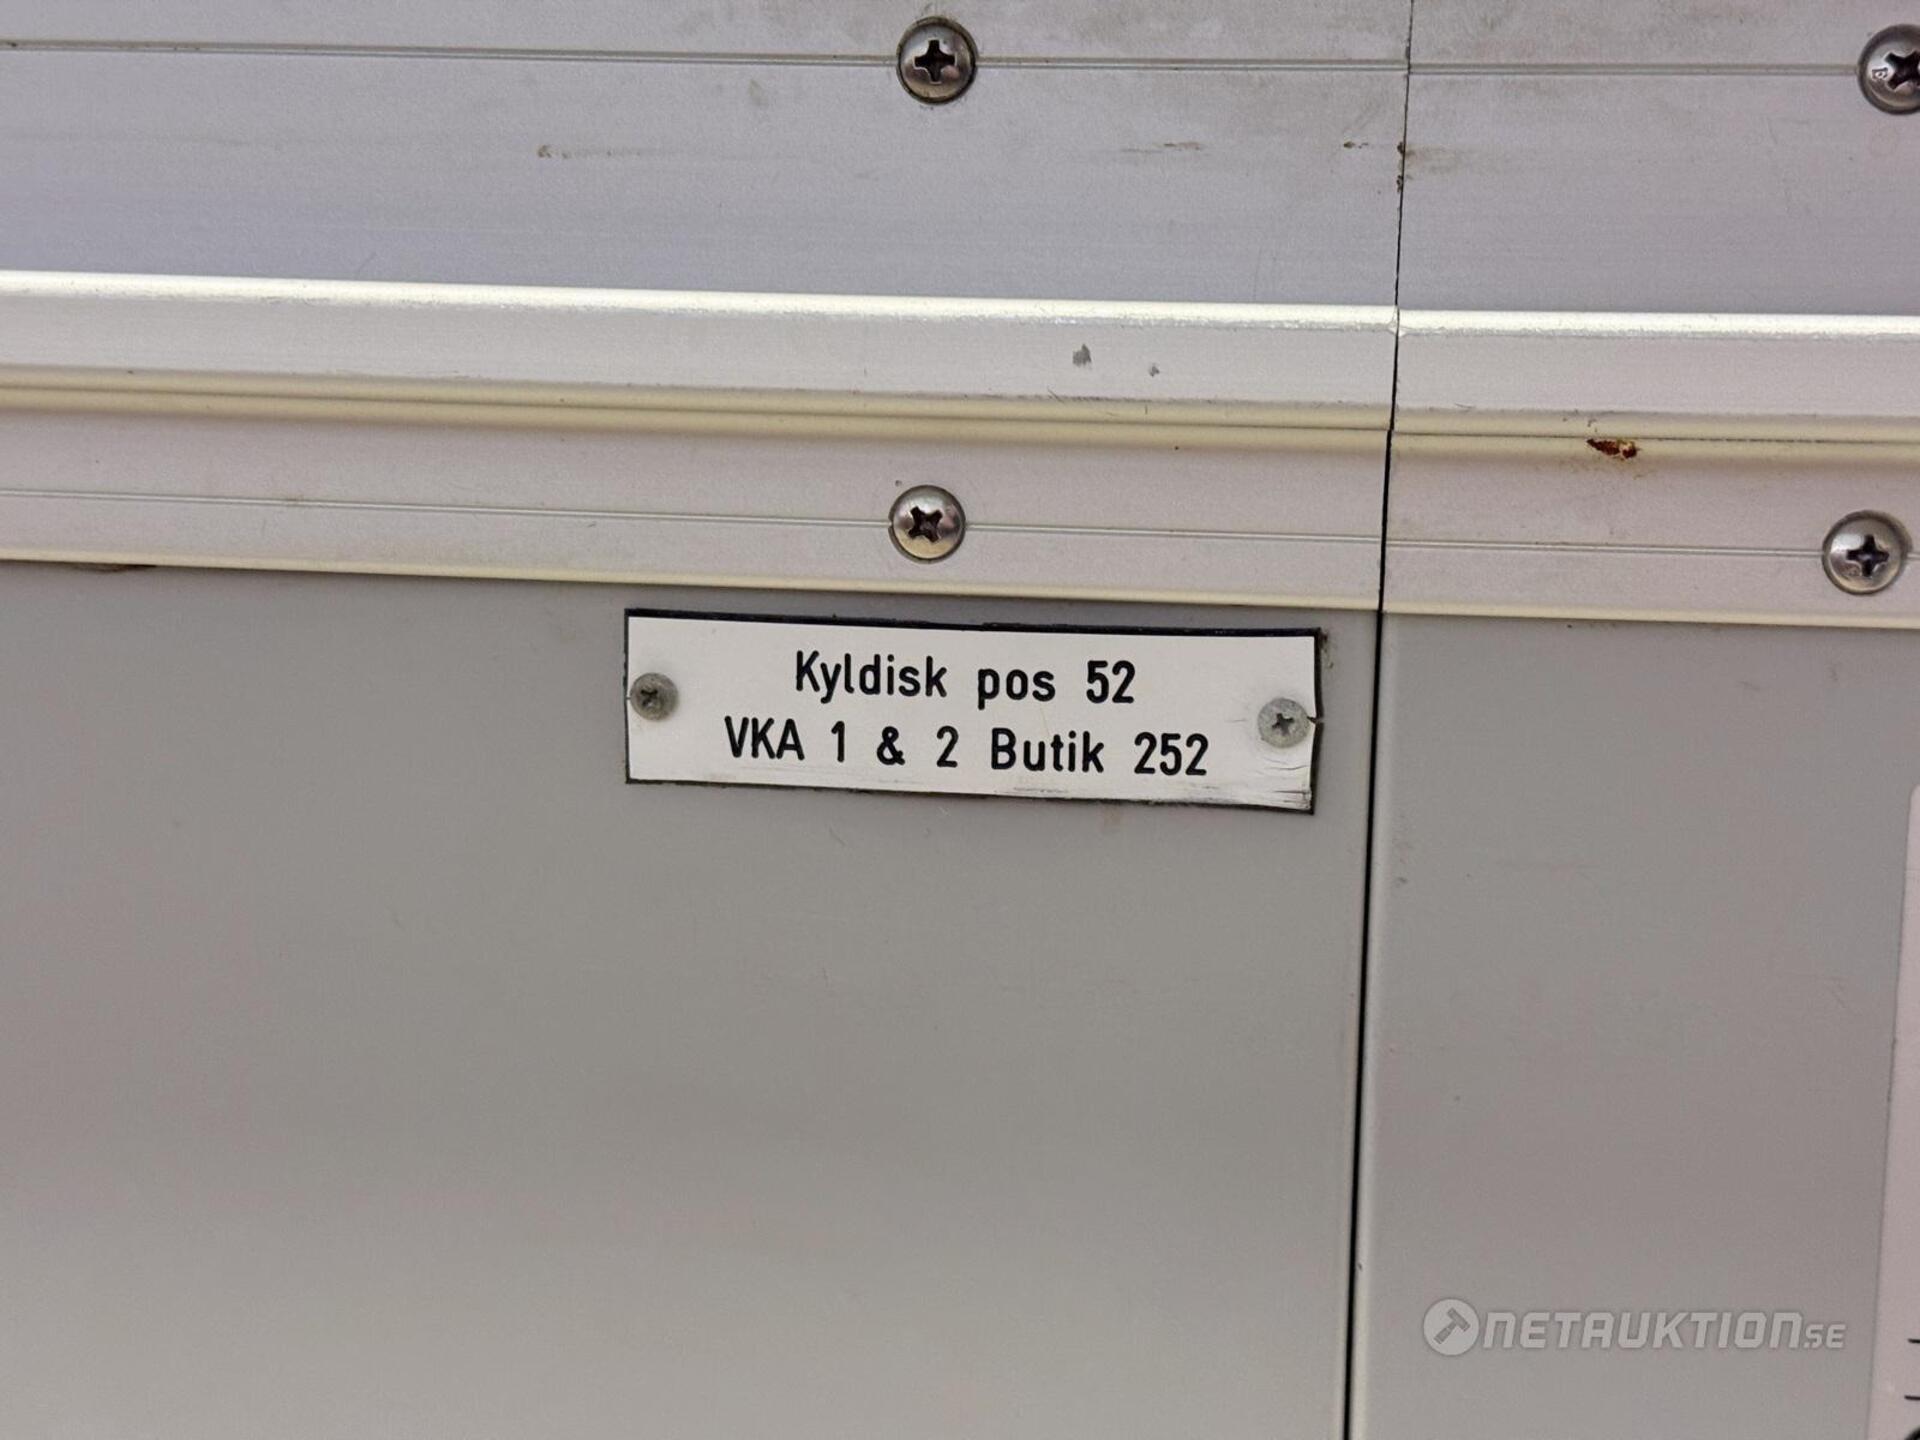 Kyldisk pos 52
VKA 1 & 2 Butik 252
NETAUKTION.SE